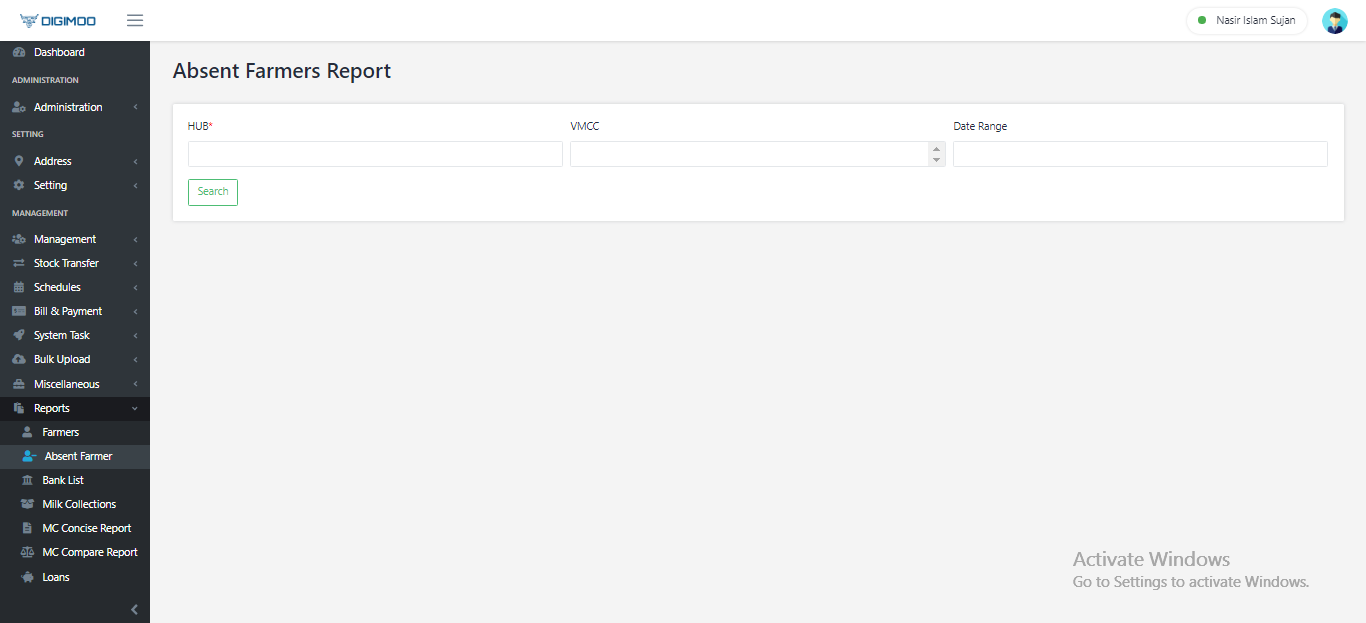 DIGIMOO
Nasir Islam Sujan
Dashboard
ADMINISTRATION
Administration
SETTING
Address
Setting
MANAGEMENT
Management
Stock Transfer
Schedules
Bill & Payment
System Task
Bulk Upload
Miscellaneous
Reports
Farmers
Absent Farmer
Bank List
Milk Collections
MC Concise Report
MC Compare Report
Loans
Absent Farmers Report
HUB*
VMCC
Date Range
Search
Activate Windows
Go to Settings to activate Windows.